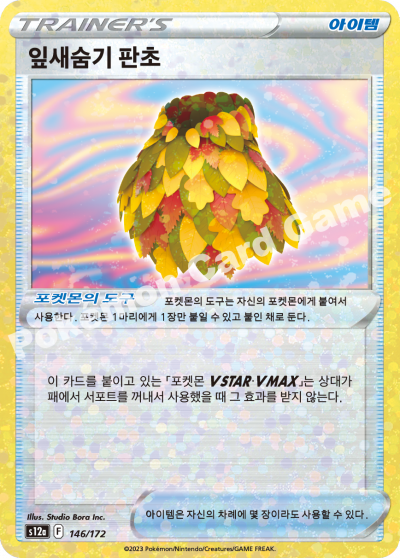 TRAINER'S
아이템
잎새숨기 판초
Pokémon Card Game
포켓몬의 도구 포켓몬의 도구는 자신의 포켓몬에게 붙여서
사용한다. 포켓몬 1마리에게 1장만 붙일 수 있고 붙인 채로 둔다.
이 카드를 붙이고 있는 「포켓몬 VSTAR·VMAX」는 상대가
패에서 서포트를 꺼내서 사용했을 때 그 효과를 받지 않는다.
Illus. Studio Bora Inc.
s12a F 146/172
아이템은 자신의 차례에 몇 장이라도 사용할 수 있다.
©2023 Pokémon/Nintendo/Creatures/GAME FREAK.